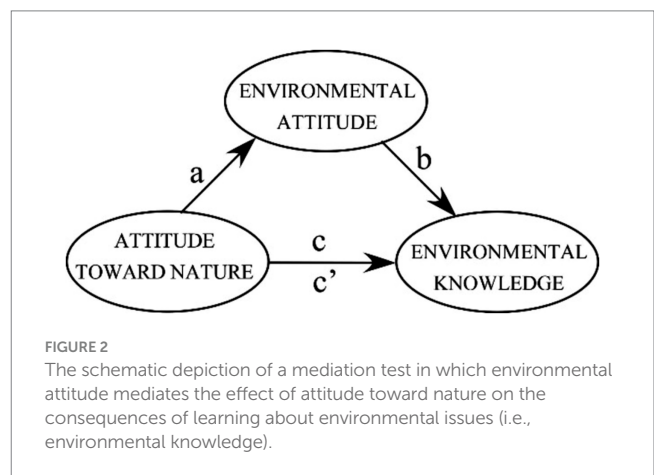 ENVIRONMENTAL
ATTITUDE
a
b
ATTITUDE
TOWARD NATURE
c
c'
ENVIRONMENTAL
KNOWLEDGE
FIGURE 2
The schematic depiction of a mediation test in which environmental
attitude mediates the effect of attitude toward nature on the
consequences of learning about environmental issues (i.e.,
environmental knowledge).